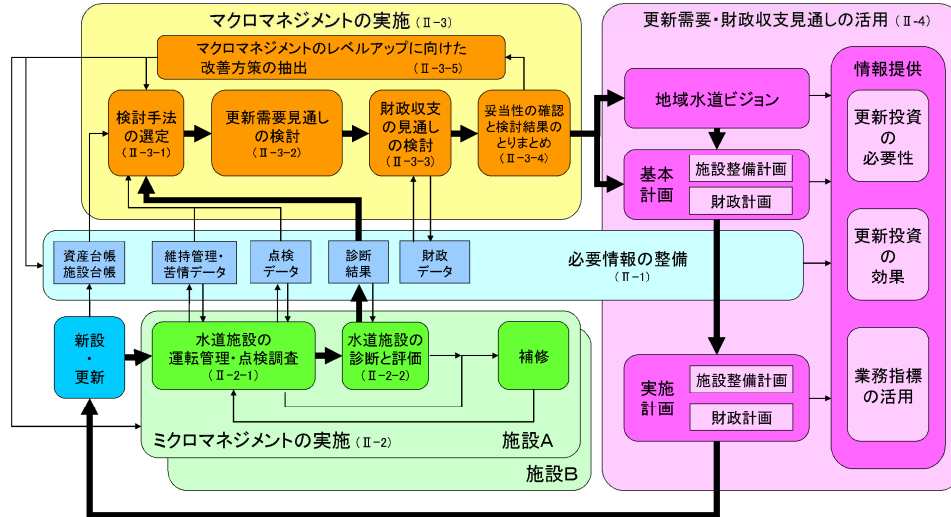 マクロマネジメントの実施(Ⅱ-3)
マクロマネジメントのレベルアップに向けた
改善方策の抽出 (Ⅱ-3-5)
検討手法
の選定
(Ⅱ-3-1)
更新需要見通し
の検討
(Ⅱ-3-2)
財政収支
の見通し
の検討
(Ⅱ-3-3)
妥当性の確認
と検討結果の
とりまとめ
(Ⅱ-3-4)
更新需要・財政収支見通しの活用(Ⅱ-4)
地域水道ビジョン
基本
計画
施設整備計画
財政計画
実施
計画
施設整備計画
財政計画
情報提供
更新投資
の
必要性
更新投資
の
効果
業務指標
の活用
資産台帳
施設台帳
維持管理・
苦情データ
点検
データ
診断
結果
財政
データ
必要情報の整備
(Ⅱ-1)
新設
・
更新
水道施設の
運転管理・点検調査
(Ⅱ-2-1)
水道施設の
診断と評価
(Ⅱ-2-2)
補修
ミクロマネジメントの実施(Ⅱ-2)
施設A
施設B